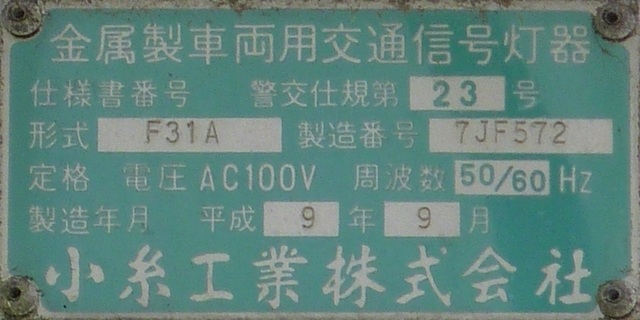 金属製車両用交通信号灯器
仕様書番号 警交仕規第 23 号
形式 F31A 製造番号 7JF572
定格 電圧 AC100V 周波数 50/60 Hz
製造年月 平成 9 年 9 月
小糸工業株式会社